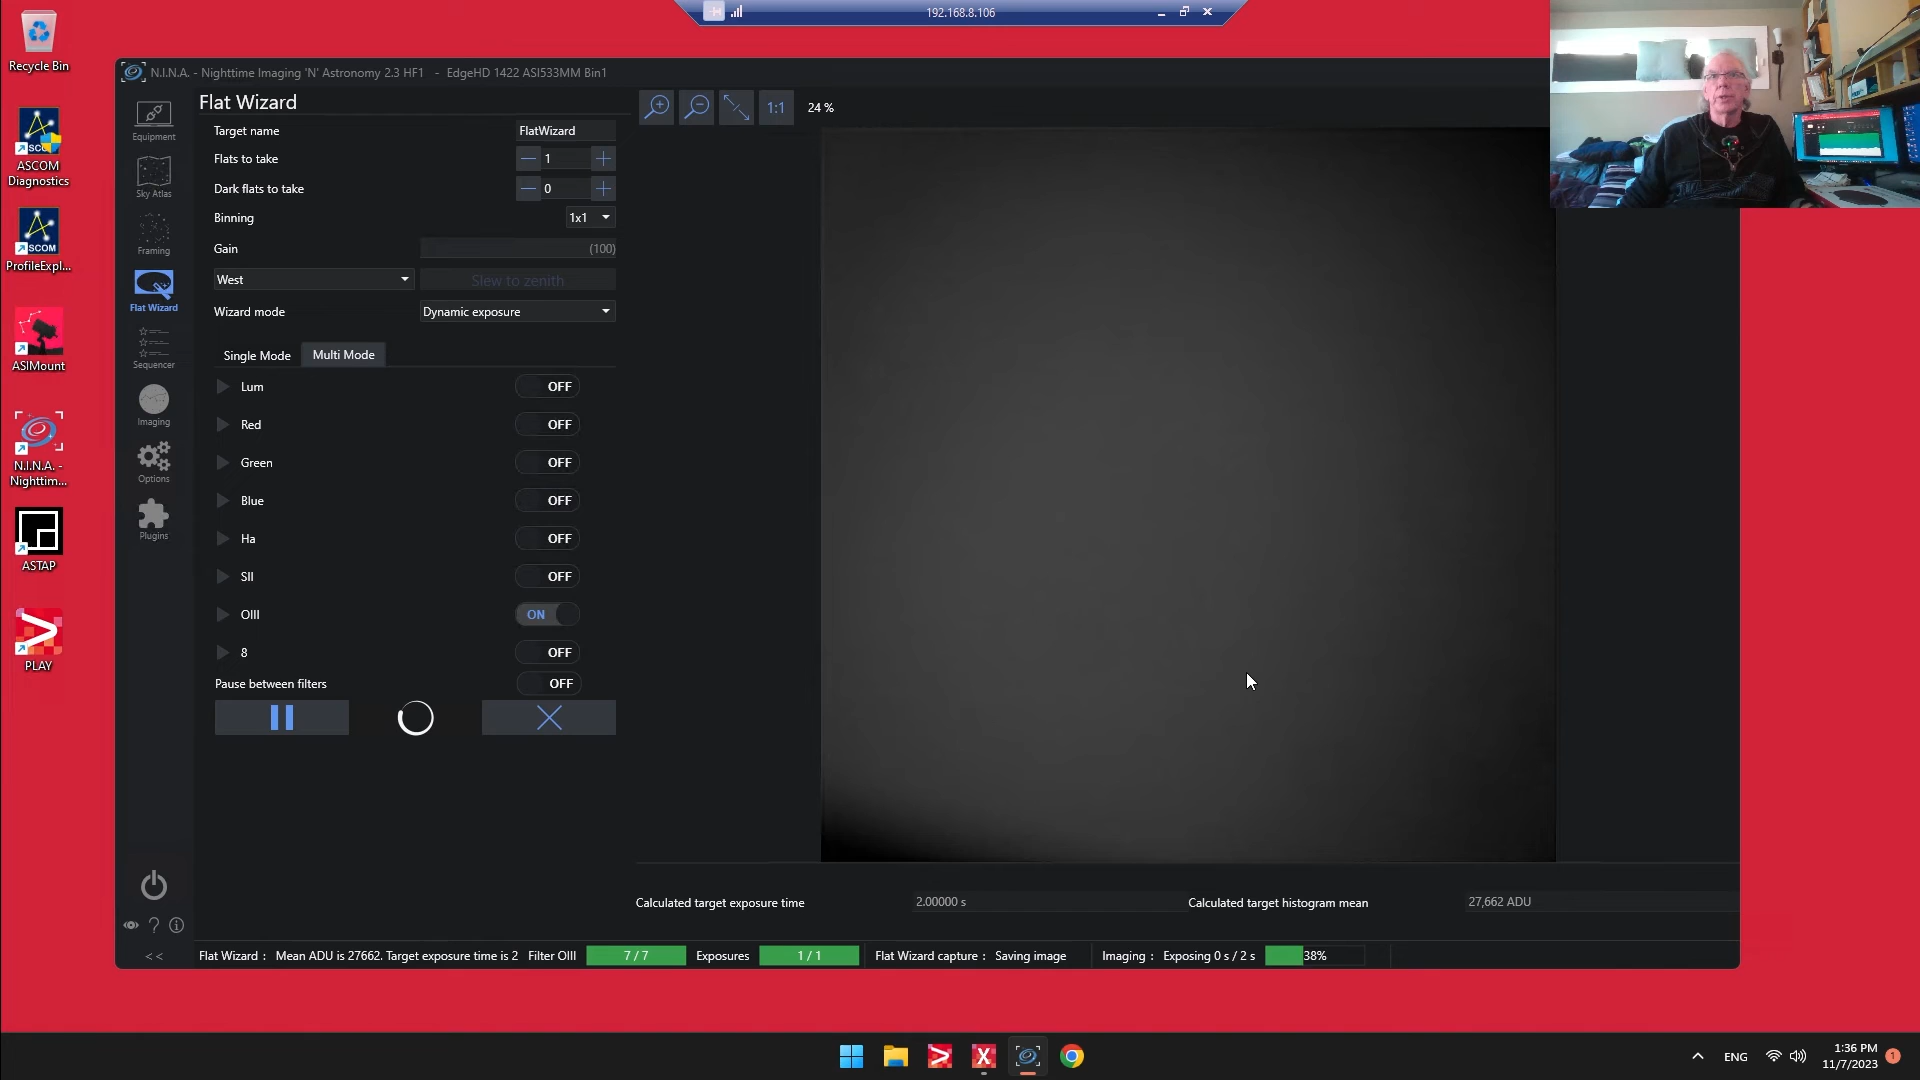 192.168.8.106
Recycle Bin
ASCOM
Diagnostics
SCOM
ProfileExpl...
ASIMount
N.I.N.A. -
Nighttim...
ASTAP
PLAY
N.I.N.A. - Nighttime Imaging 'N' Astronomy 2.3 HF1 - EdgeHD 1422 ASI533MM Bin1
Equipment
Sky Atlas
Framing
Flat Wizard
Sequencer
Imaging
Options
Plugins
<<
Flat Wizard
Target name FlatWizard
Flats to take 1
Dark flats to take 0
Binning 1x1
Gain (100)
West Slew to zenith
Wizard mode Dynamic exposure
Single Mode Multi Mode
Lum OFF
Red OFF
Green OFF
Blue OFF
Ha OFF
SII OFF
OIII ON
8 OFF
Pause between filters OFF
1:1 24 %
Calculated target exposure time 2.00000 s Calculated target histogram mean 27,662 ADU
Flat Wizard : Mean ADU is 27662. Target exposure time is 2 Filter OIII 7 / 7 Exposures 1 / 1 Flat Wizard capture : Saving image Imaging : Exposing 0 s / 2 s 38%
ENG
1:36 PM
11/7/2023
1